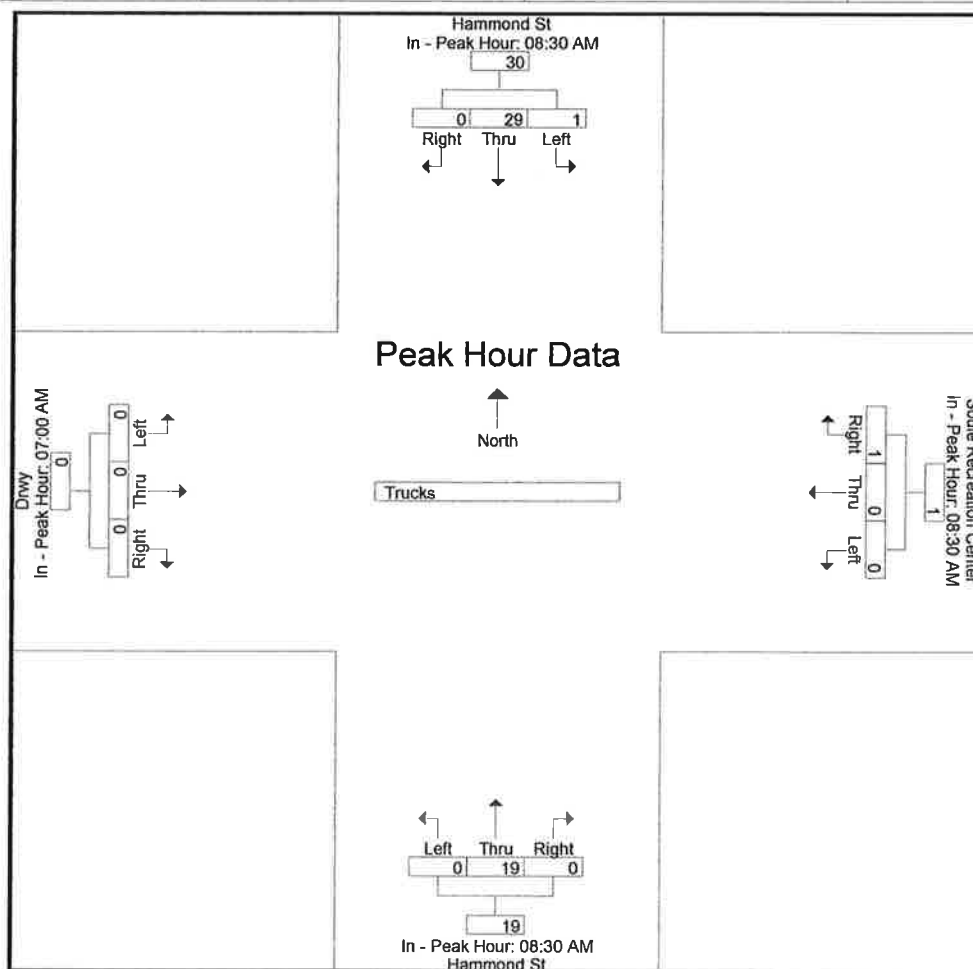 Hammond St
In - Peak Hour: 08:30 AM
30
0 29 1
Right Thru Left
Peak Hour Data
North
Trucks
Drwy
In - Peak Hour: 07:00 AM
0
0 0 0
Left Thru Right
Soule Recreation Center
In - Peak Hour: 08:30 AM
1
1 0 0
Right Thru Left
Left Thru Right
0 19 0
19
In - Peak Hour: 08:30 AM
Hammond St